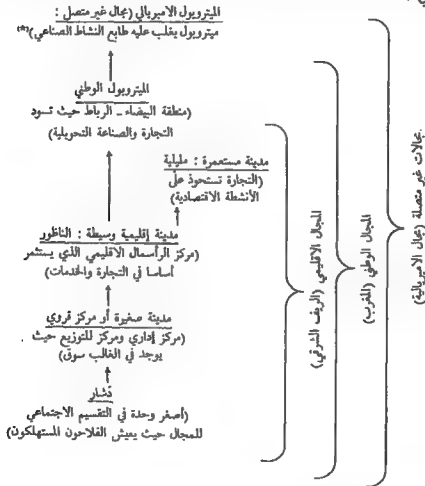 الميتروبول الامبريالي (مجال غير متصل :
ميتروبول يغلب عليه طابع النشاط الصناعي)(*)
الميتروبول الوطني
(منطقة البيضاء - الرباط حيث تسود
التجارة والصناعة التحويلية)
مدينة مستعمرة : مليلية
(التجارة تستحوذ على
الأنشطة الاقتصادية)
مدينة إقليمية وسيطة : الناظور
(مركز الرأسمال الاقليمي الذي يستثمر
أساسا في التجارة والخدمات)
مدينة صغيرة أو مركز قروي
(مركز إداري ومركز للتوزيع حيث
يوجد في الغالب سوق)
دشار
(أصغر وحدة في التقسيم الاجتماعي
للمجال حيث يعيش الفلاحون المستهلكون)
المجال الاقليمي (الريف الشرقي)
المجال الوطني (المغرب)
مجالات غير متصلة (مجال الامبريالية)